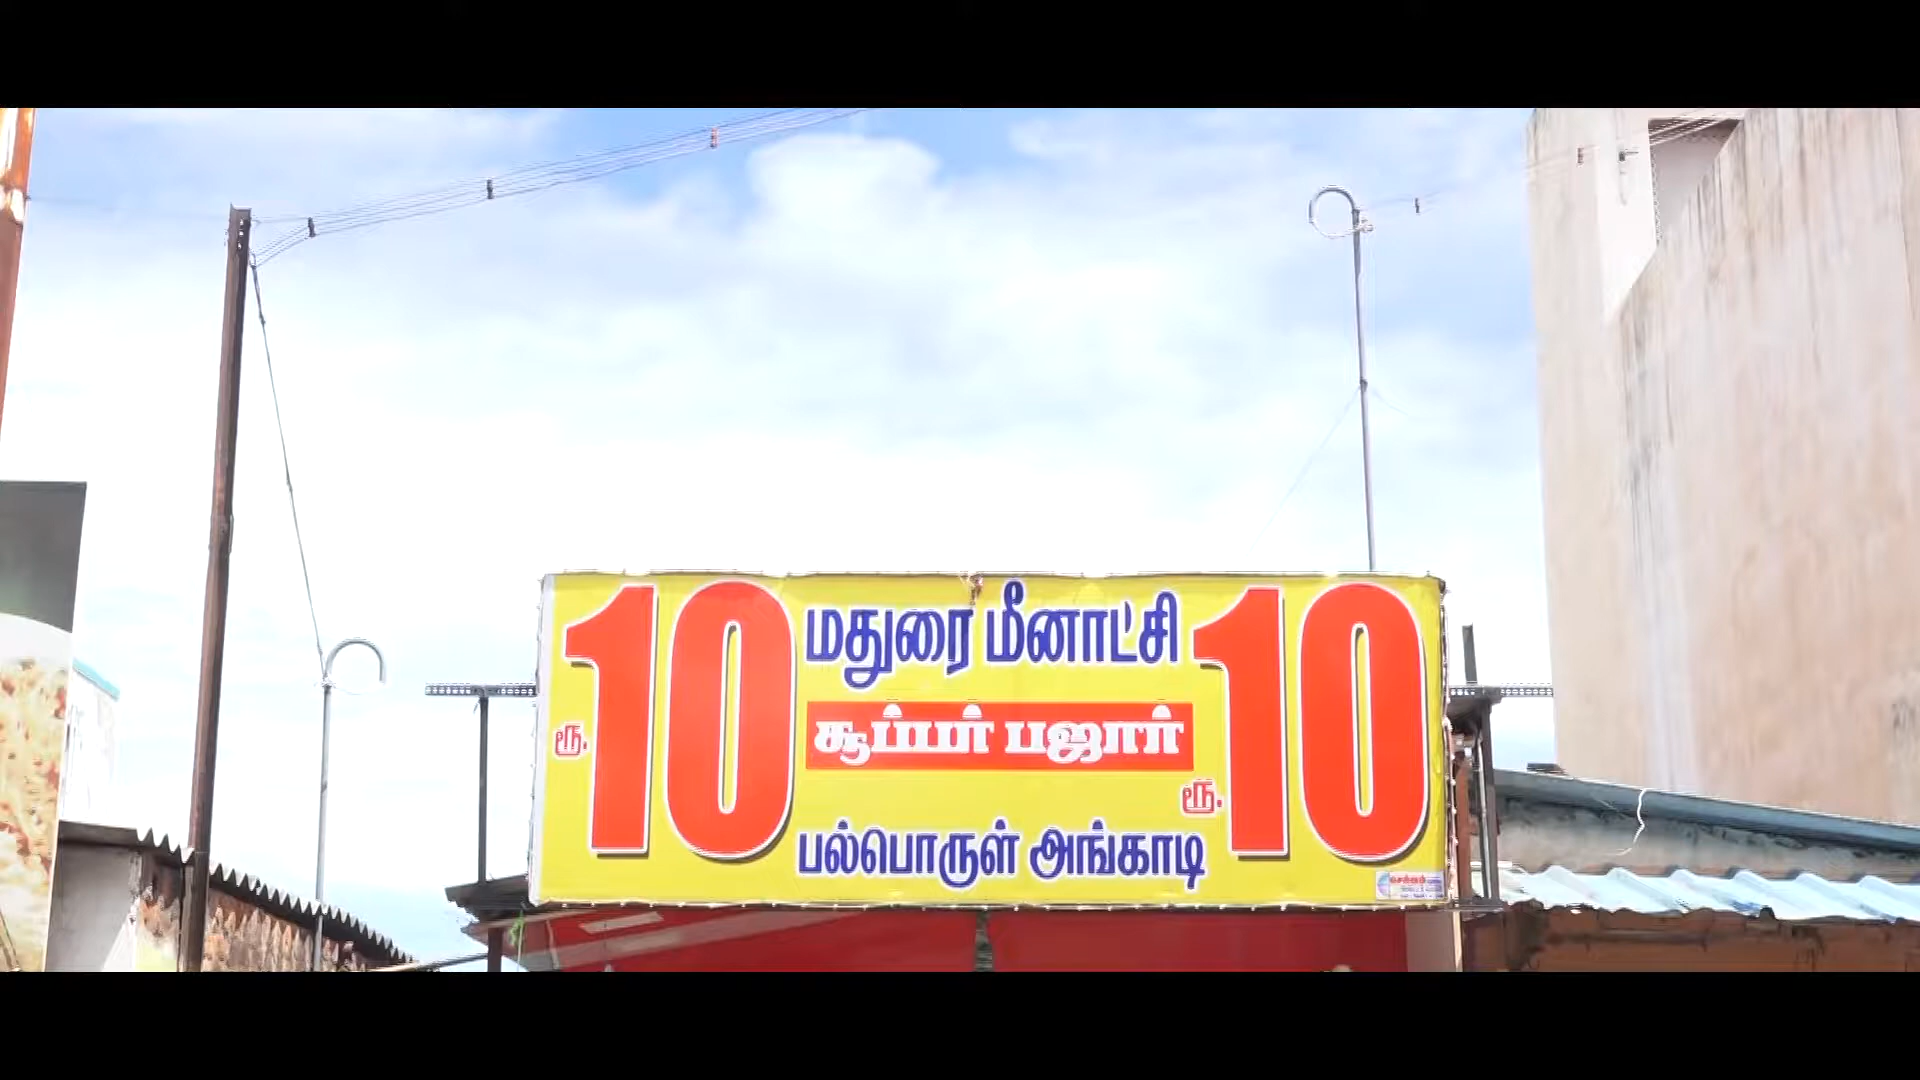 ரூ. 10 மதுரை மீனாட்சி ரூ. 10
சூப்பர் பஜார்
பல்பொருள் அங்காடி